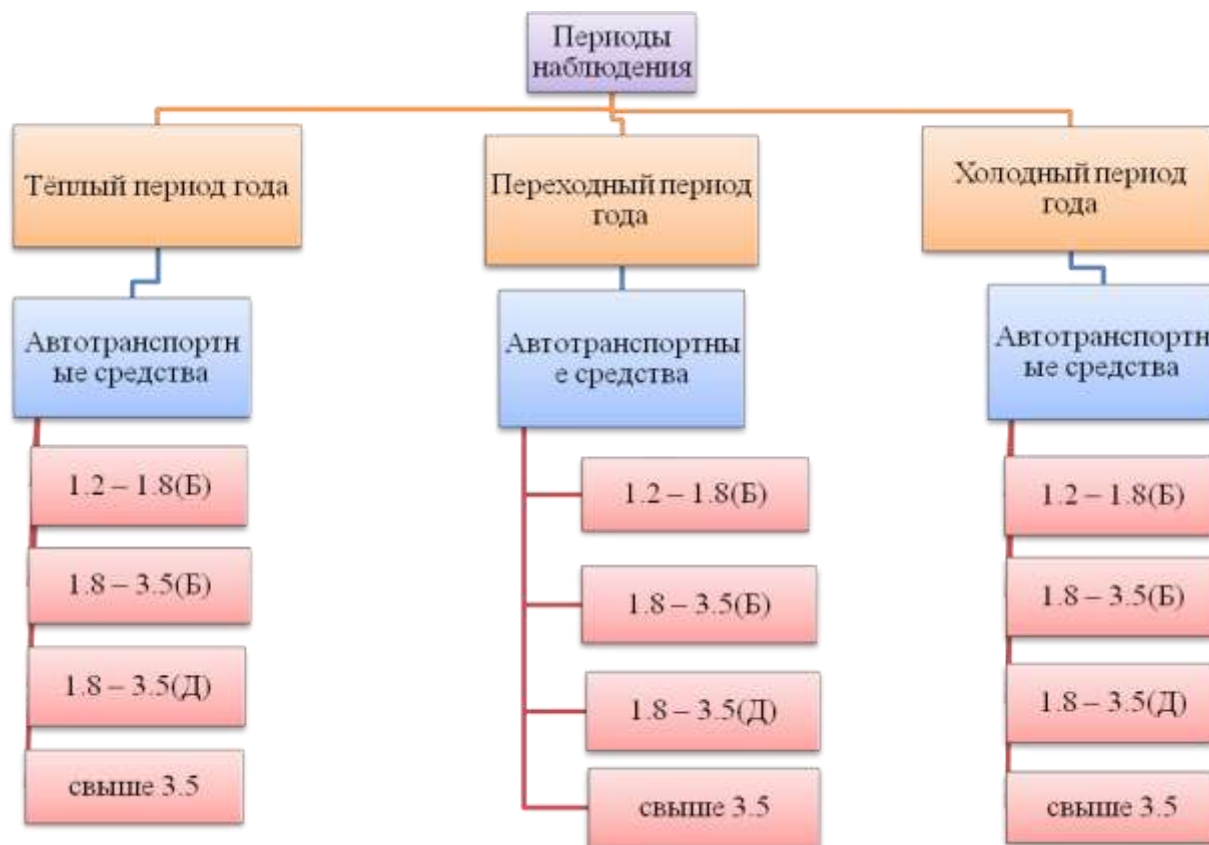 Периоды
наблюдения
Тёплый период года
Переходный период
года
Холодный период
года
Автотранспортн
ые средства
Автотранспортны
е средства
Автотранспортн
ые средства
1.2 – 1.8(Б)
1.8 – 3.5(Б)
1.8 – 3.5(Д)
свыше 3.5
1.2 – 1.8(Б)
1.8 – 3.5(Б)
1.8 – 3.5(Д)
свыше 3.5
1.2 – 1.8(Б)
1.8 – 3.5(Б)
1.8 – 3.5(Д)
свыше 3.5